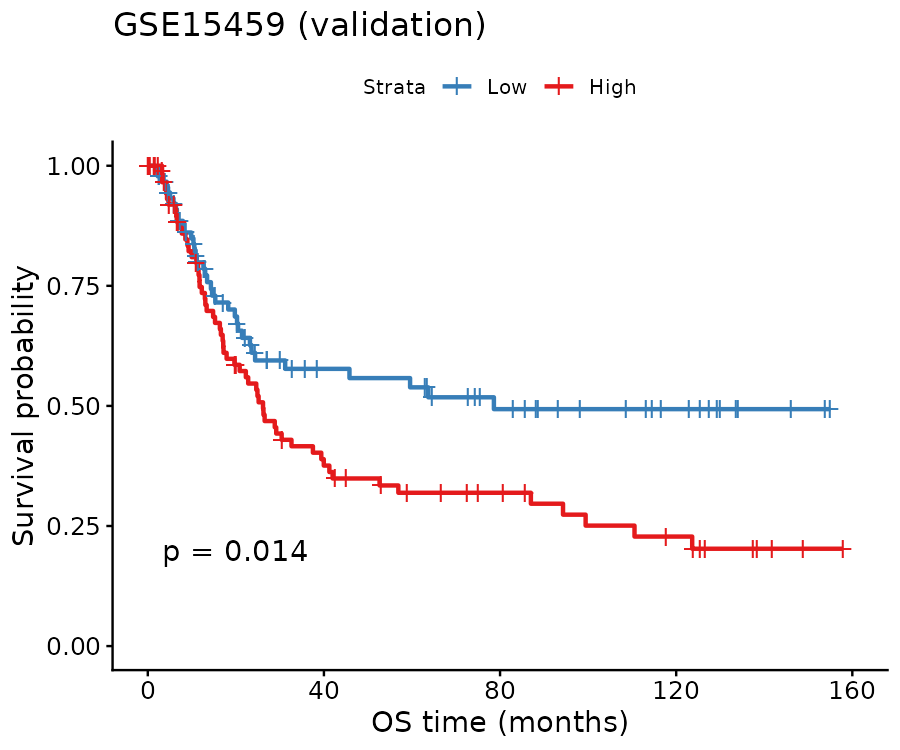 GSE15459 (validation)
Strata Low High
Survival probability
1.00
0.75
0.50
0.25
0.00
p = 0.014
0 40 80 120 160
OS time (months)